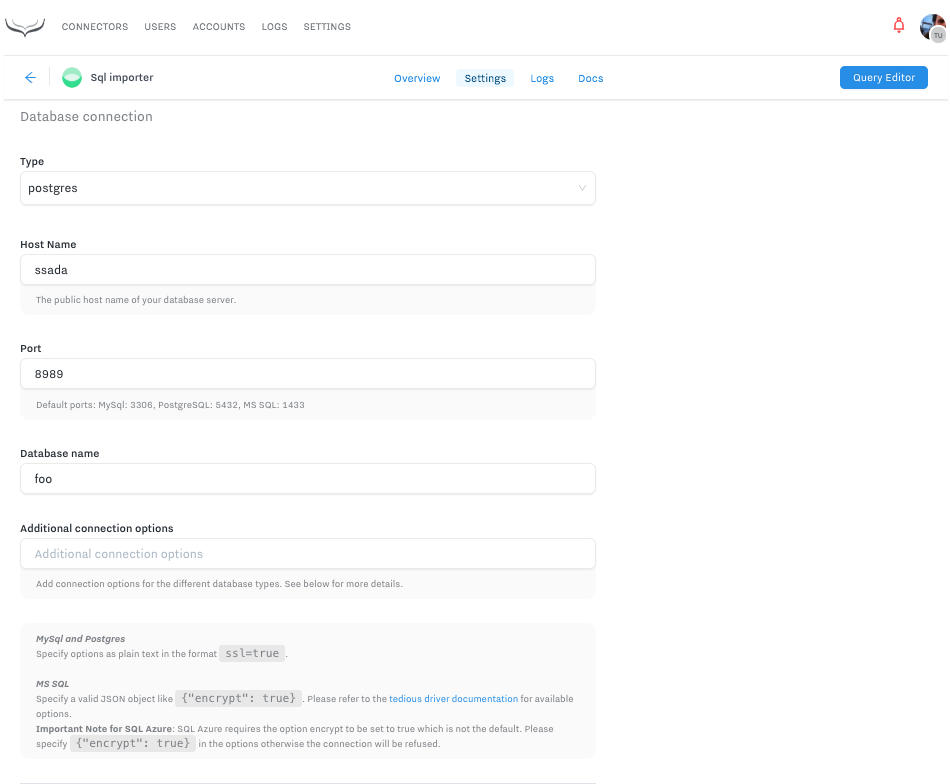 CONNECTORS USERS ACCOUNTS LOGS SETTINGS
TU
Sql importer Overview Settings Logs Docs Query Editor
Database connection
Type
postgres
Host Name
ssada
The public host name of your database server.
Port
8989
Default ports: MySql: 3306, PostgreSQL: 5432, MS SQL: 1433
Database name
foo
Additional connection options
Additional connection options
Add connection options for the different database types. See below for more details.
MySql and Postgres
Specify options as plain text in the format ssl=true.
MS SQL
Specify a valid JSON object like {"encrypt": true}. Please refer to the tedious driver documentation for available
options.
Important Note for SQL Azure: SQL Azure requires the option encrypt to be set to true which is not the default. Please
specify {"encrypt": true} in the options otherwise the connection will be refused.